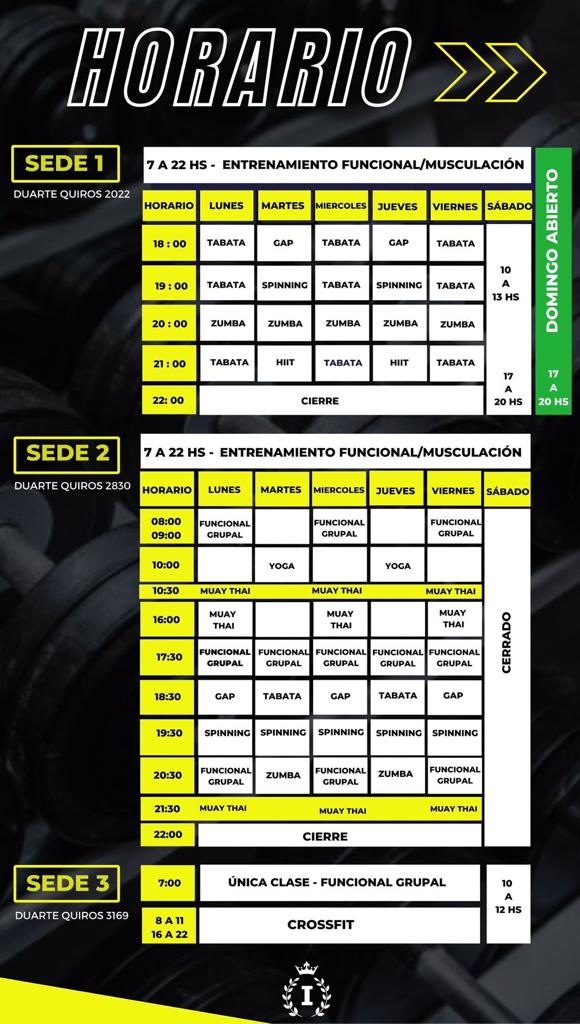 HORARIO
SEDE 1
DUARTE QUIROS 2022
7 A 22 HS - ENTRENAMIENTO FUNCIONAL/MUSCULACIÓN
HORARIO LUNES MARTES MIERCOLES JUEVES VIERNES SÁBADO
18 : 00 TABATA GAP TABATA GAP TABATA
19 : 00 TABATA SPINNING TABATA SPINNING TABATA
20 : 00 ZUMBA ZUMBA ZUMBA ZUMBA ZUMBA
21 : 00 TABATA HIIT TABATA HIIT TABATA
22: 00 CIERRE
10
A
13 HS
17
A
20 HS
DOMINGO ABIERTO
17
A
20 HS
SEDE 2
DUARTE QUIROS 2830
7 A 22 HS - ENTRENAMIENTO FUNCIONAL/MUSCULACIÓN
HORARIO LUNES MARTES MIERCOLES JUEVES VIERNES SÁBADO
08:00 FUNCIONAL FUNCIONAL FUNCIONAL
09:00 GRUPAL GRUPAL GRUPAL
10:00 YOGA YOGA
10:30 MUAY THAI MUAY THAI MUAY THAI
16:00 MUAY MUAY MUAY
THAI THAI THAI
17:30 FUNCIONAL FUNCIONAL FUNCIONAL FUNCIONAL FUNCIONAL
GRUPAL GRUPAL GRUPAL GRUPAL GRUPAL
18:30 GAP TABATA GAP TABATA GAP
19:30 SPINNING SPINNING SPINNING SPINNING SPINNING
20:30 FUNCIONAL ZUMBA FUNCIONAL ZUMBA FUNCIONAL
GRUPAL GRUPAL GRUPAL
21:30 MUAY THAI MUAY THAI MUAY THAI
22:00 CIERRE
CERRADO
SEDE 3
DUARTE QUIROS 3169
7:00 ÚNICA CLASE - FUNCIONAL GRUPAL
8 A 11
16 A 22
CROSSFIT
10
A
12 HS
I